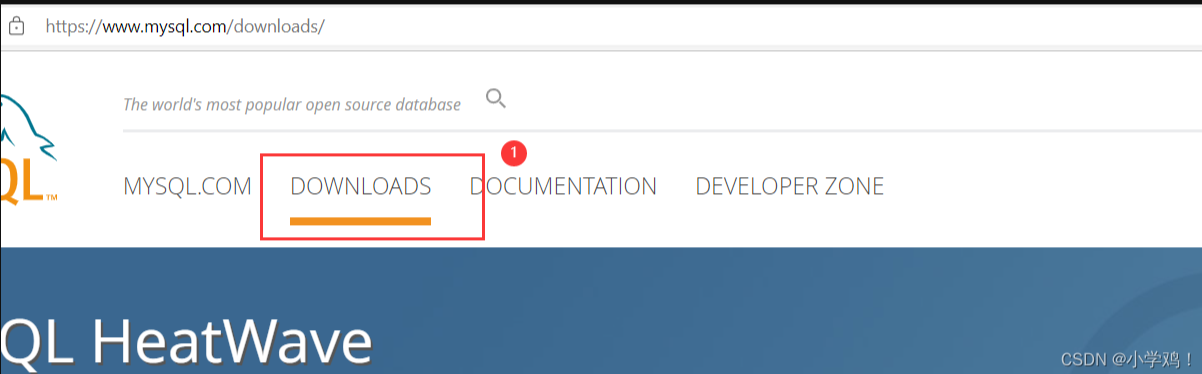 https://www.mysql.com/downloads/
The world's most popular open source database
1
QL™
MYSQL.COM DOWNLOADS DOCUMENTATION DEVELOPER ZONE
QL HeatWave
CSDN @小学鸡！